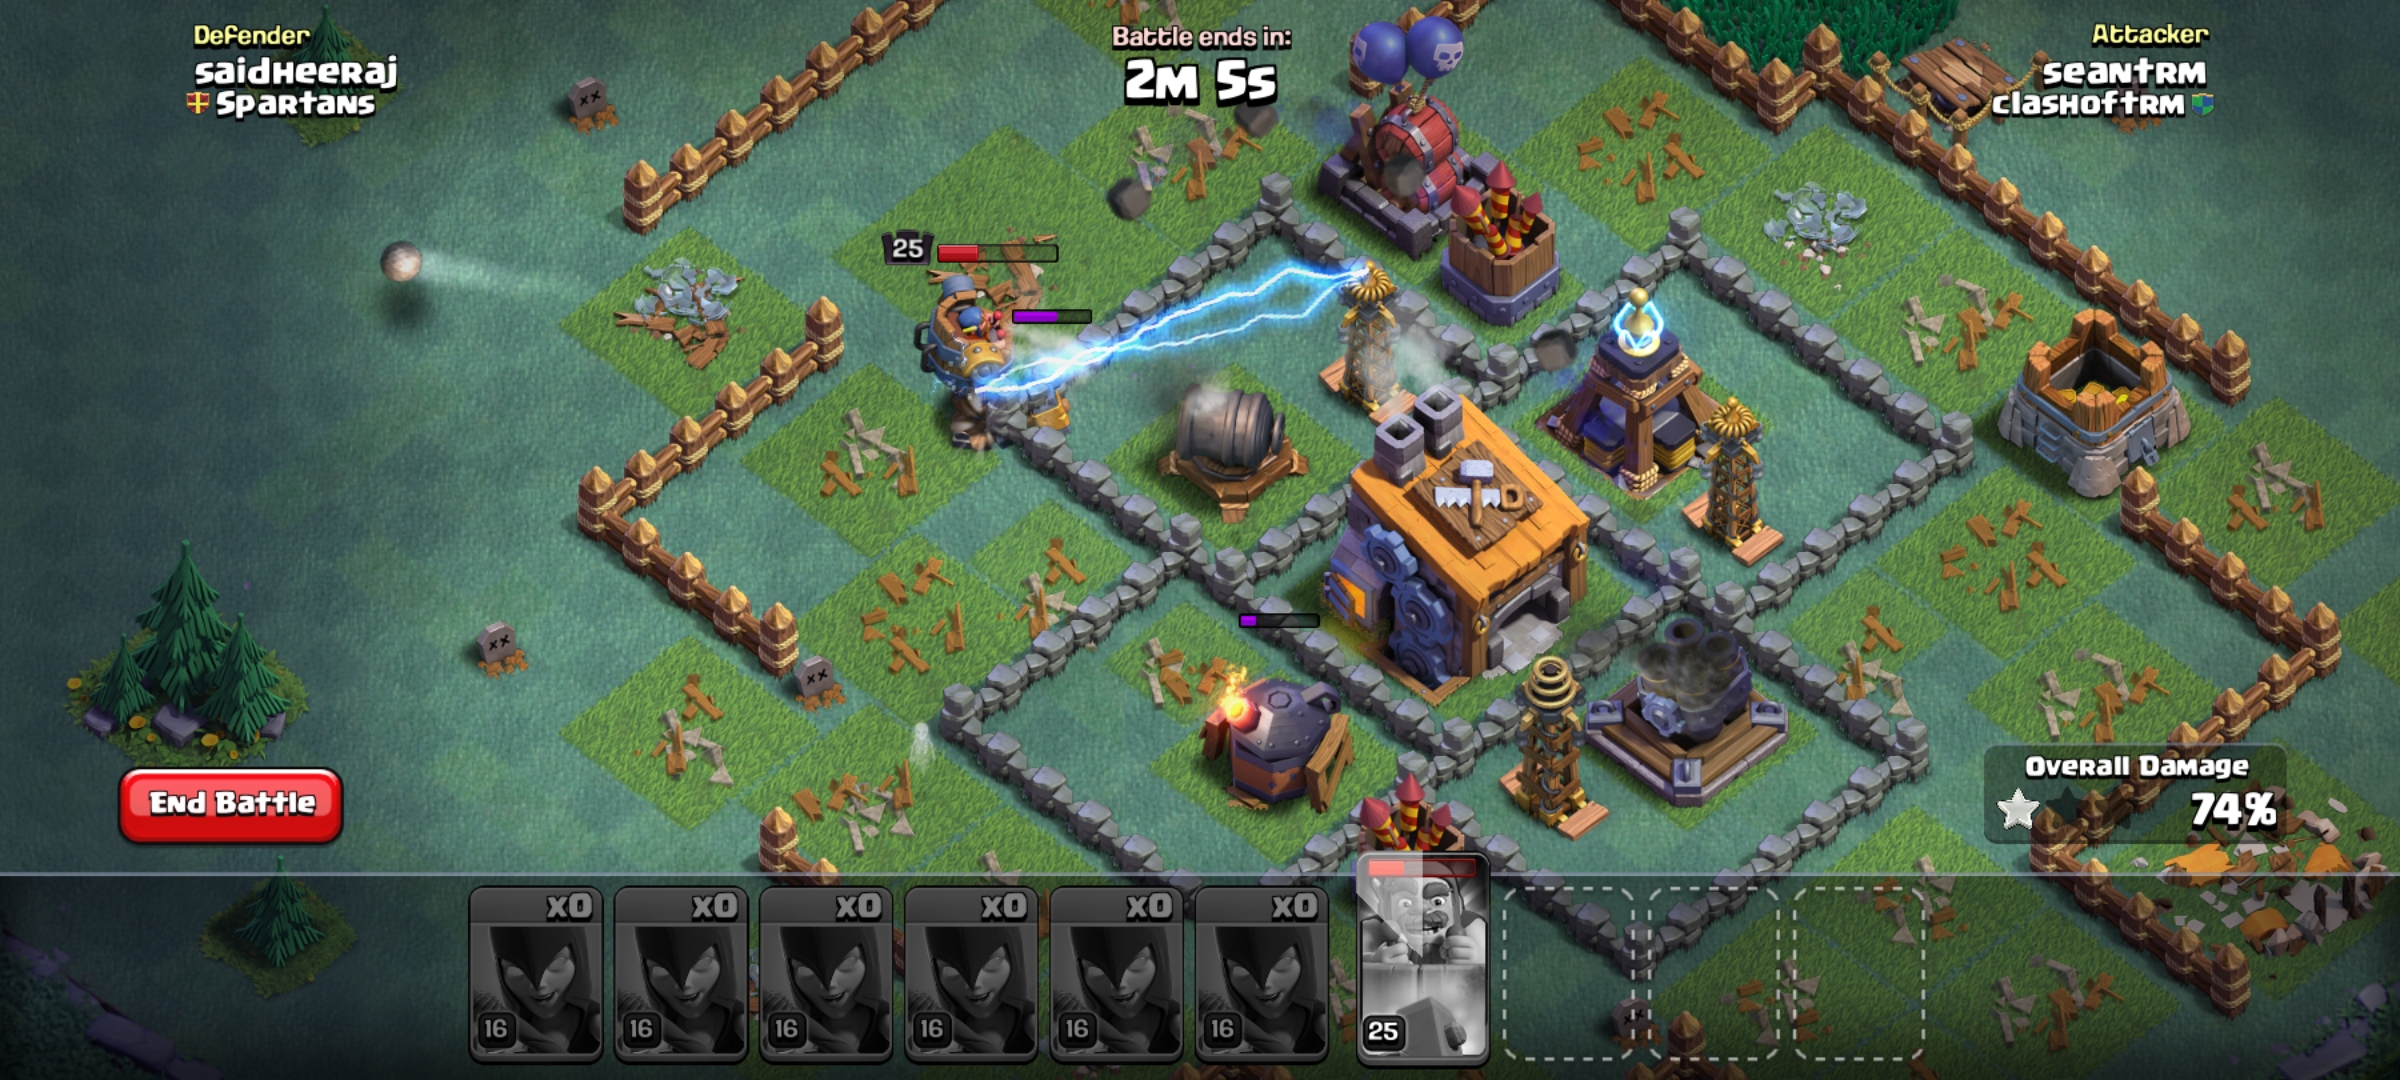 Defender
saidHeeraj
Spartans
Battle ends in:
2M 5s
Attacker
seantRM
clashoftRM
25
End Battle
Overall Damage
74%
x0
x0
x0
x0
x0
x0
16
16
16
16
16
16
25